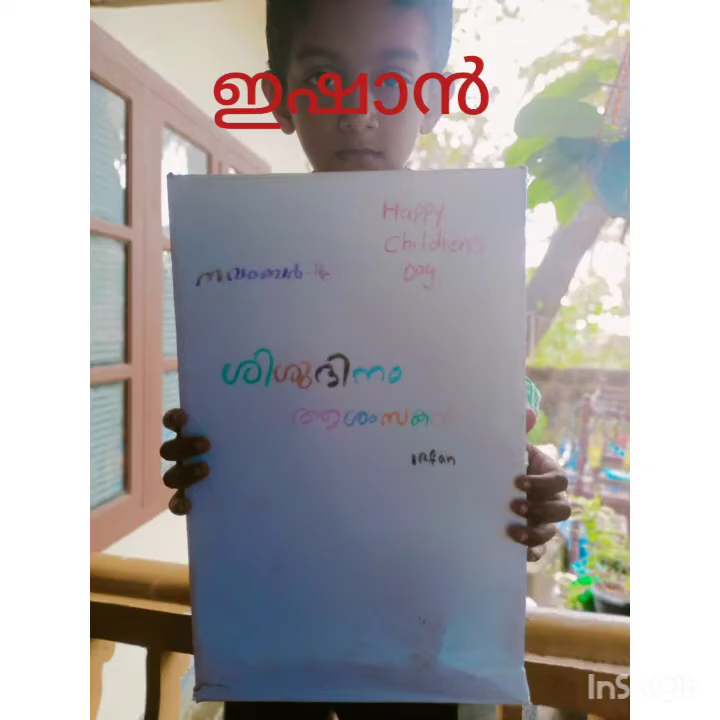 ഇഷാൻ
Happy
Children's
Day
നവംബർ-14
ശിശുദിനം
ആശംസകൾ
Irfan
InShot